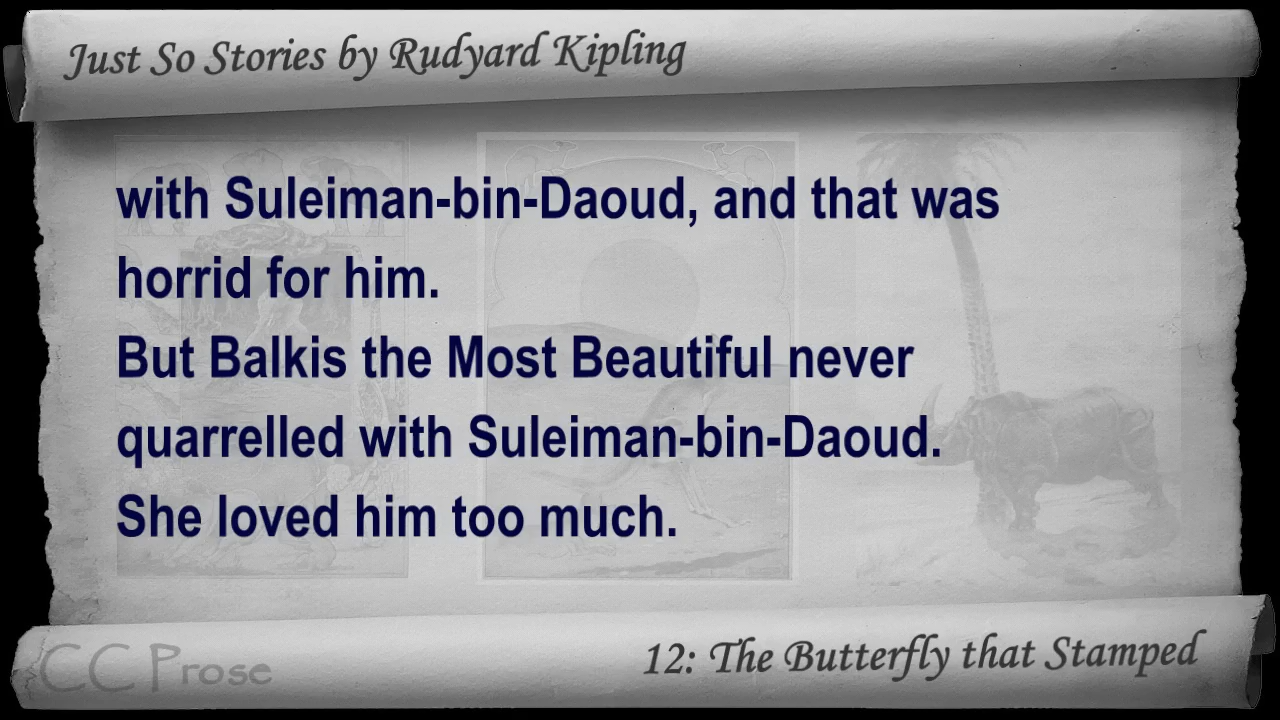 Just So Stories by Rudyard Kipling
with Suleiman-bin-Daoud, and that was
horrid for him.
But Balkis the Most Beautiful never
quarrelled with Suleiman-bin-Daoud.
She loved him too much.
CC Prose
12: The Butterfly that Stamped